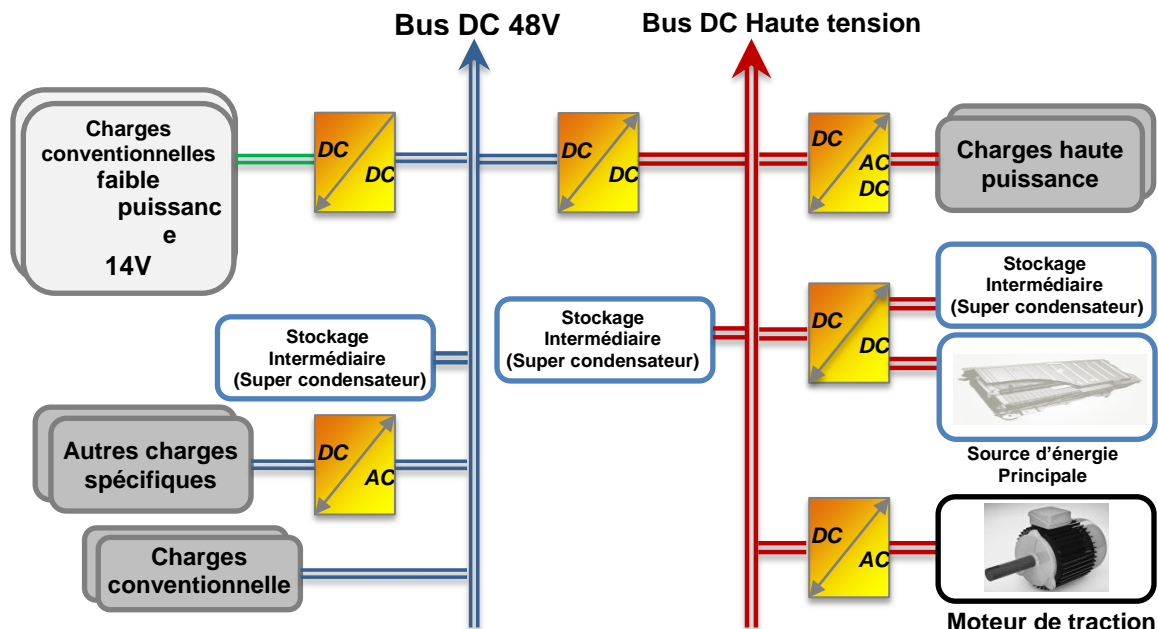 Bus DC 48V
Bus DC Haute tension
Charges
conventionnelles
faible
puissanc
e
14V
DC
DC
DC
DC
DC
AC
DC
Charges haute
puissance
Stockage
Intermédiaire
(Super condensateur)
Stockage
Intermédiaire
(Super condensateur)
DC
DC
Stockage
Intermédiaire
(Super condensateur)
Source d'énergie
Principale
Autres charges
spécifiques
DC
AC
Charges
conventionnelle
DC
AC
Moteur de traction